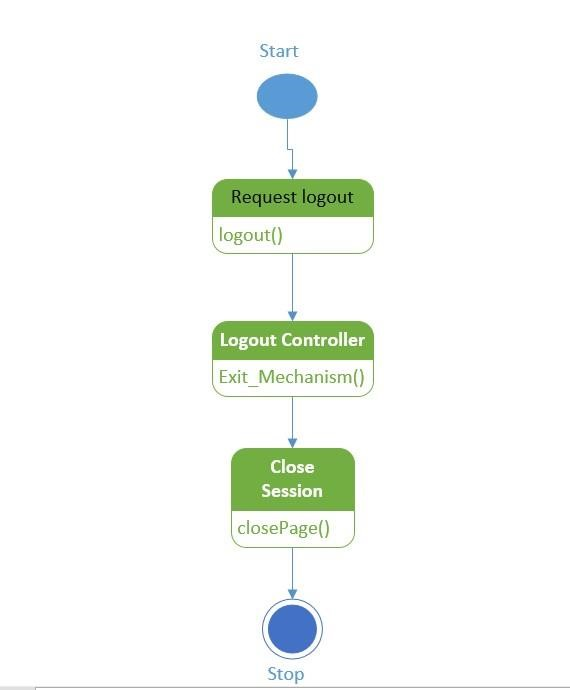 Start
Request logout
logout()
Logout Controller
Exit_Mechanism()
Close
Session
closePage()
Stop